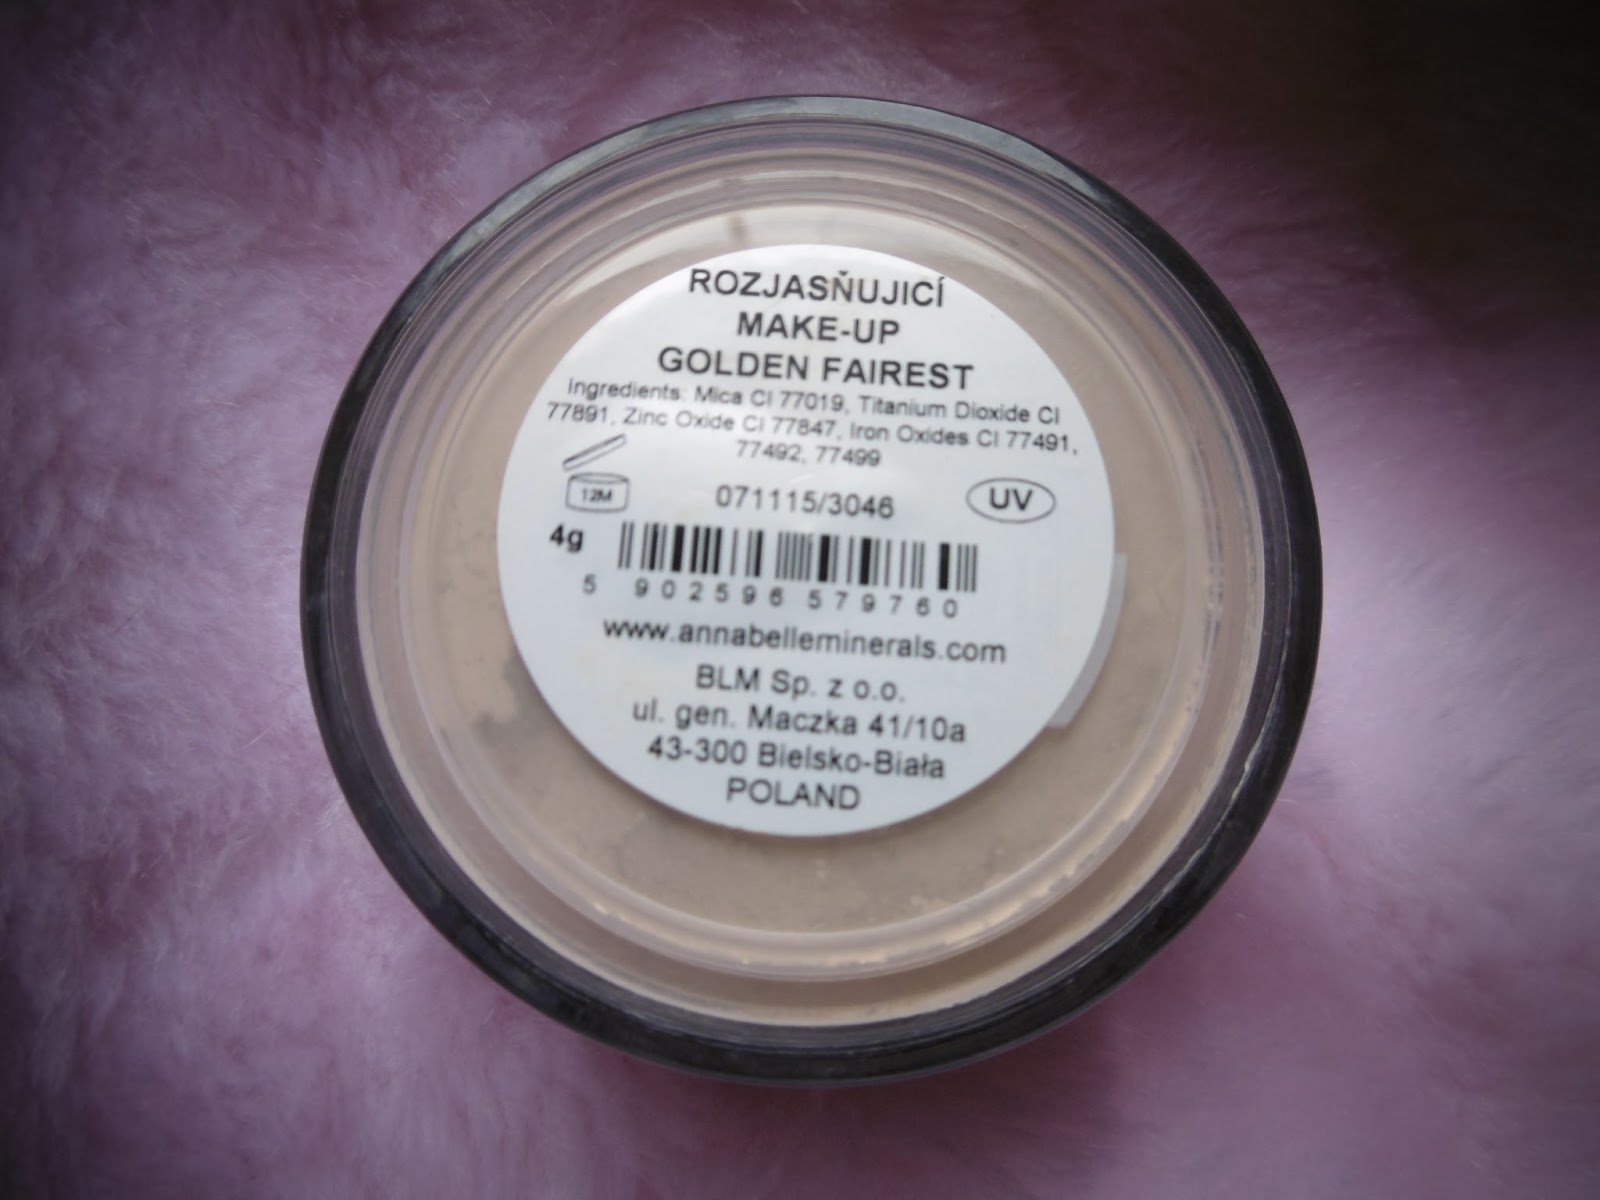 ROZJASŇUJICÍ
MAKE-UP
GOLDEN FAIREST
Ingredients: Mica CI 77019, Titanium Dioxide CI
77891, Zinc Oxide CI 77847, Iron Oxides CI 77491,
77492, 77499
12M
071115/3046
UV
4g
5 902596 579760
www.annabelleminerals.com
BLM Sp. z o.o.
ul. gen. Maczka 41/10a
43-300 Bielsko-Biała
POLAND